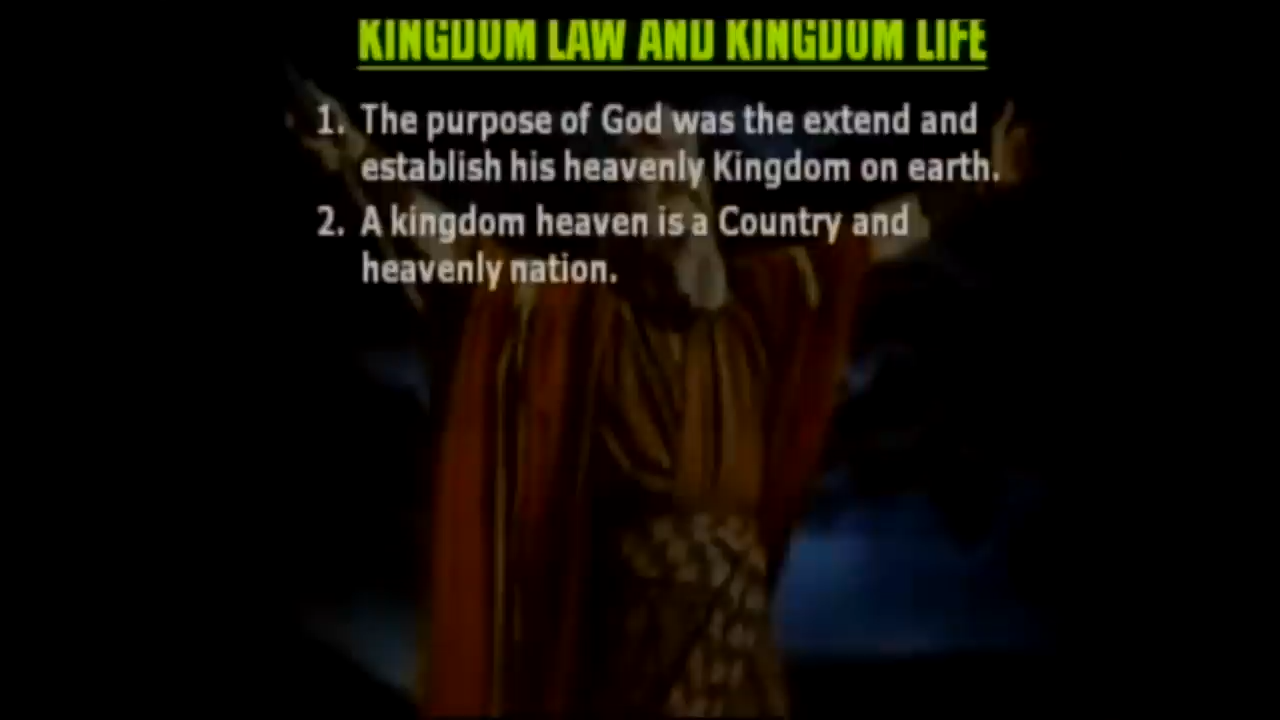 KINGDOM LAW AND KINGDOM LIFE
1. The purpose of God was the extend and
establish his heavenly Kingdom on earth.
2. A kingdom heaven is a Country and
heavenly nation.